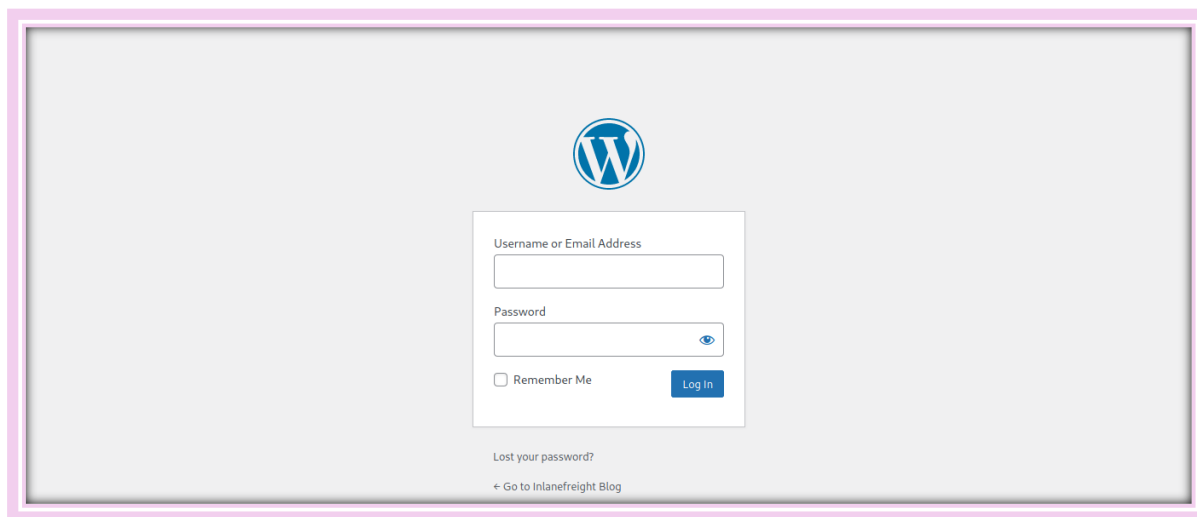 Username or Email Address
Password
Remember Me
Log In
Lost your password?
← Go to Inlanefreight Blog